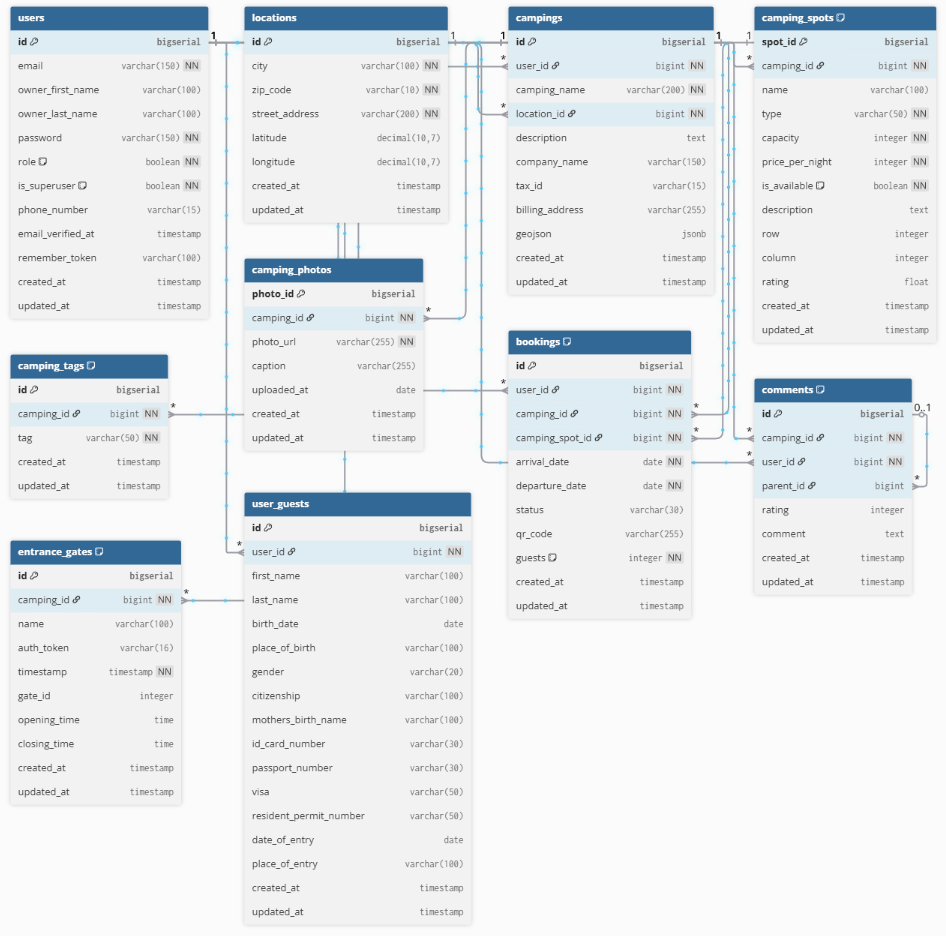 users
id bigserial
email varchar(150) NN
owner_first_name varchar(100)
owner_last_name varchar(100)
password varchar(150) NN
role boolean NN
is_superuser boolean NN
phone_number varchar(15)
email_verified_at timestamp
remember_token varchar(100)
created_at timestamp
updated_at timestamp
1
locations
id bigserial
city varchar(100) NN
zip_code varchar(10) NN
street_address varchar(200) NN
latitude decimal(10,7)
longitude decimal(10,7)
created_at timestamp
updated_at timestamp
1
1
campings
id bigserial
* user_id bigint NN
camping_name varchar(200) NN
* location_id bigint NN
description text
company_name varchar(150)
tax_id varchar(15)
billing_address varchar(255)
geojson jsonb
created_at timestamp
updated_at timestamp
1
1
camping_spots
spot_id bigserial
* camping_id bigint NN
name varchar(100)
type varchar(50) NN
capacity integer NN
price_per_night integer NN
is_available boolean NN
description text
row integer
column integer
rating float
created_at timestamp
updated_at timestamp
camping_photos
photo_id bigserial
camping_id bigint NN *
photo_url varchar(255) NN
caption varchar(255)
uploaded_at date
created_at timestamp
updated_at timestamp
camping_tags
id bigserial
camping_id bigint NN *
tag varchar(50) NN
created_at timestamp
updated_at timestamp
bookings
id bigserial
* user_id bigint NN
camping_id bigint NN *
camping_spot_id bigint NN *
arrival_date date NN
departure_date date NN
status varchar(30)
qr_code varchar(255)
guests integer NN
created_at timestamp
updated_at timestamp
comments
id bigserial 0..1
* camping_id bigint NN
* user_id bigint NN
parent_id bigint *
rating integer
comment text
created_at timestamp
updated_at timestamp
user_guests
id bigserial
* user_id bigint NN
first_name varchar(100)
last_name varchar(100)
birth_date date
place_of_birth varchar(100)
gender varchar(20)
citizenship varchar(100)
mothers_birth_name varchar(100)
id_card_number varchar(30)
passport_number varchar(30)
visa varchar(50)
resident_permit_number varchar(50)
date_of_entry date
place_of_entry varchar(100)
created_at timestamp
updated_at timestamp
entrance_gates
id bigserial
camping_id bigint NN *
name varchar(100)
auth_token varchar(16)
timestamp timestamp NN
gate_id integer
opening_time time
closing_time time
created_at timestamp
updated_at timestamp